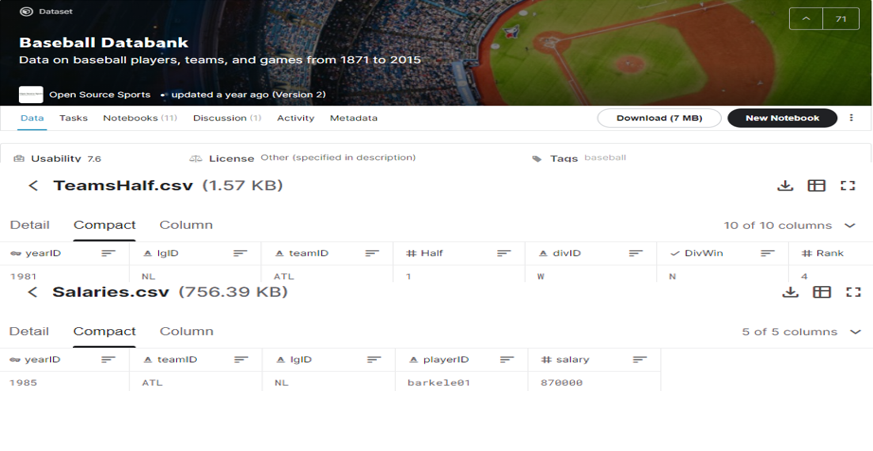 Dataset
71
Baseball Databank
Data on baseball players, teams, and games from 1871 to 2015
Open Source Sports • updated a year ago (Version 2)
Data Tasks Notebooks (11) Discussion (1) Activity Metadata Download (7 MB) New Notebook
Usability 7.6 License Other (specified in description) Tags baseball
TeamsHalf.csv (1.57 KB)
Detail Compact Column 10 of 10 columns
yearID lgID teamID # Half divID DivWin # Rank
1981 NL ATL 1 W N 4
Salaries.csv (756.39 KB)
Detail Compact Column 5 of 5 columns
yearID teamID lgID playerID # salary
1985 ATL NL barkele01 870000